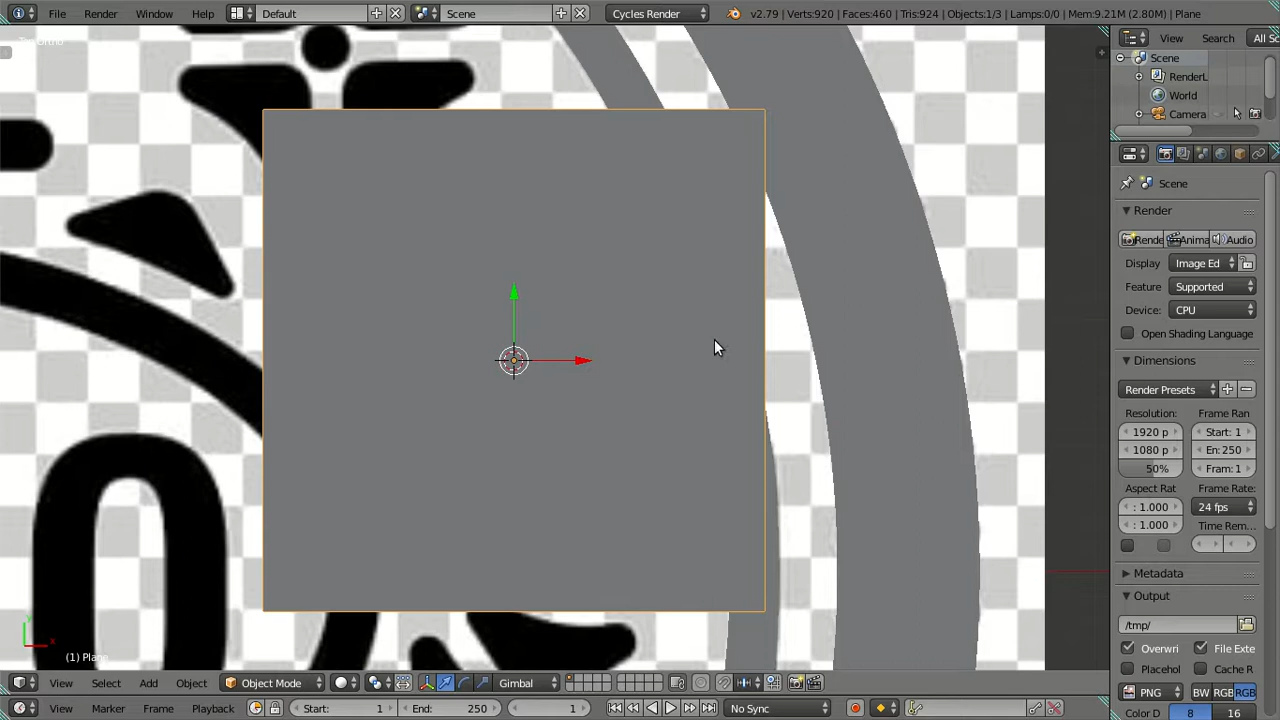 File Render Window Help Default Scene Cycles Render v2.79 | Verts:920 | Faces:460 | Tris:924 | Objects:1/3 | Lamps:0/0 | Mem:9.21M (2.80M) | Plane
View Search All Sc
Scene
RenderL
World
Camera
Scene
Render
Rende Anima Audio
Display Image Ed
Feature Supported
Device: CPU
Open Shading Language
Dimensions
Render Presets
Resolution: Frame Ran
1920 p Start: 1
1080 p En: 250
50% Fram: 1
Aspect Rat Frame Rate:
: 1.000 24 fps
: 1.000 Time Rem...
Metadata
Output
/tmp/
Overwri File Exte
Placehol Cache R
PNG BW RGB RGB
Color D 8 16
0
y
x
(1) Plane
View Select Add Object Object Mode Gimbal
View Marker Frame Playback Start: 1 End: 250 1 No Sync